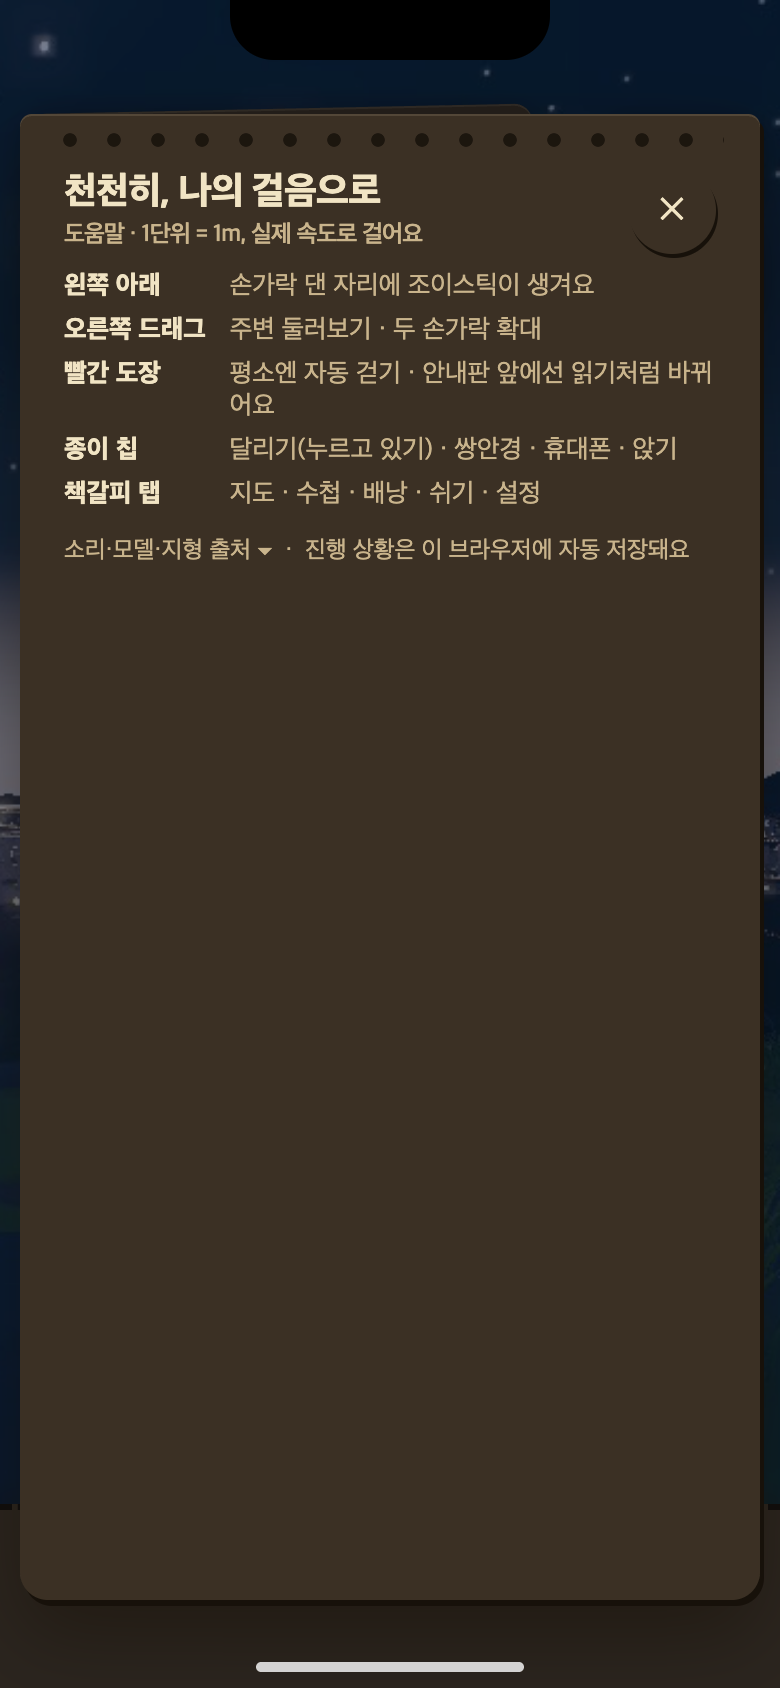 천천히, 나의 걸음으로
도움말 · 1단위 = 1m, 실제 속도로 걸어요
왼쪽 아래 손가락 댄 자리에 조이스틱이 생겨요
오른쪽 드래그 주변 둘러보기 · 두 손가락 확대
빨간 도장 평소엔 자동 걷기 · 안내판 앞에선 읽기처럼 바뀌
어요
종이 칩 달리기(누르고 있기) · 쌍안경 · 휴대폰 · 앉기
책갈피 탭 지도 · 수첩 · 배낭 · 쉬기 · 설정
소리·모델·지형 출처 · 진행 상황은 이 브라우저에 자동 저장돼요